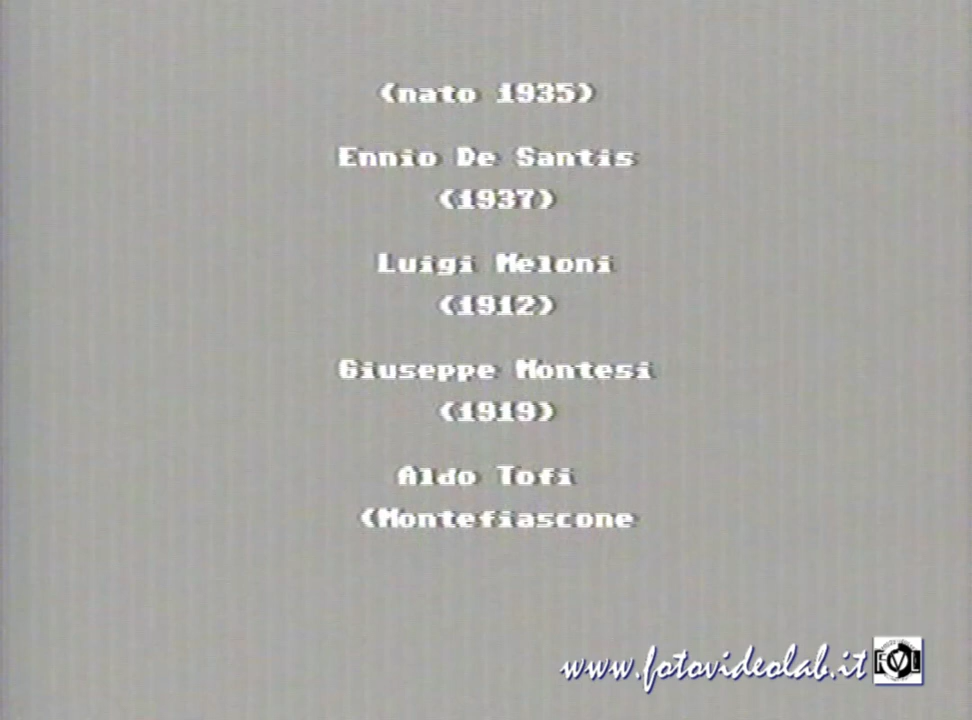 (nato 1935)
Ennio De Santis
(1937)
Luigi Meloni
(1912)
Giuseppe Montesi
(1919)
Aldo Tofi
(Montefiascone
www.fotovideolab.it FVL